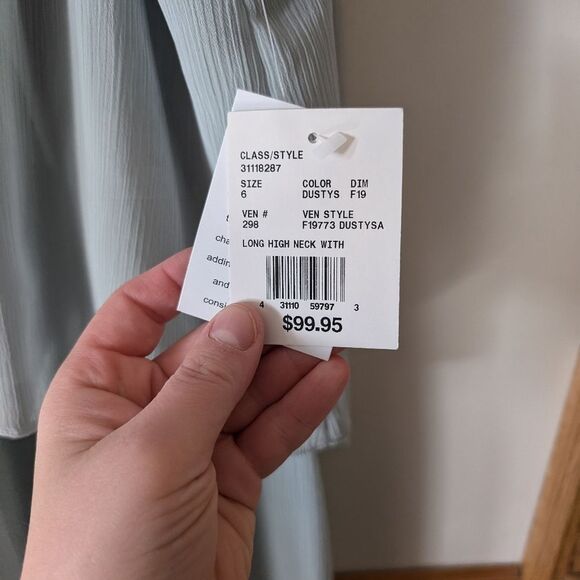 CLASS/STYLE
31118287
SIZE COLOR DIM
6 DUSTYS F19
VEN # VEN STYLE
298 F19773 DUSTYSA
LONG HIGH NECK WITH
4 31110 59797 3
$99.95
and